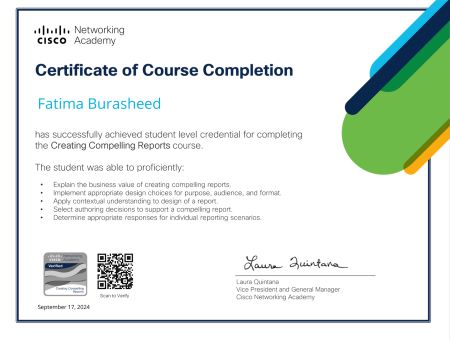 Networking
CISCO Academy
Certificate of Course Completion
Fatima Burasheed
has successfully achieved student level credential for completing
the Creating Compelling Reports course.
The student was able to proficiently:
• Explain the business value of creating compelling reports.
• Implement appropriate design choices for purpose, audience, and format.
• Apply contextual understanding to design of a report.
• Select authoring decisions to support a compelling report.
• Determine appropriate responses for individual reporting scenarios.
CISCO
Networking
Academy
Verified
Creating Compelling
Reports
Scan to Verify
Laura Quintana
Laura Quintana
Vice President and General Manager
Cisco Networking Academy
September 17, 2024